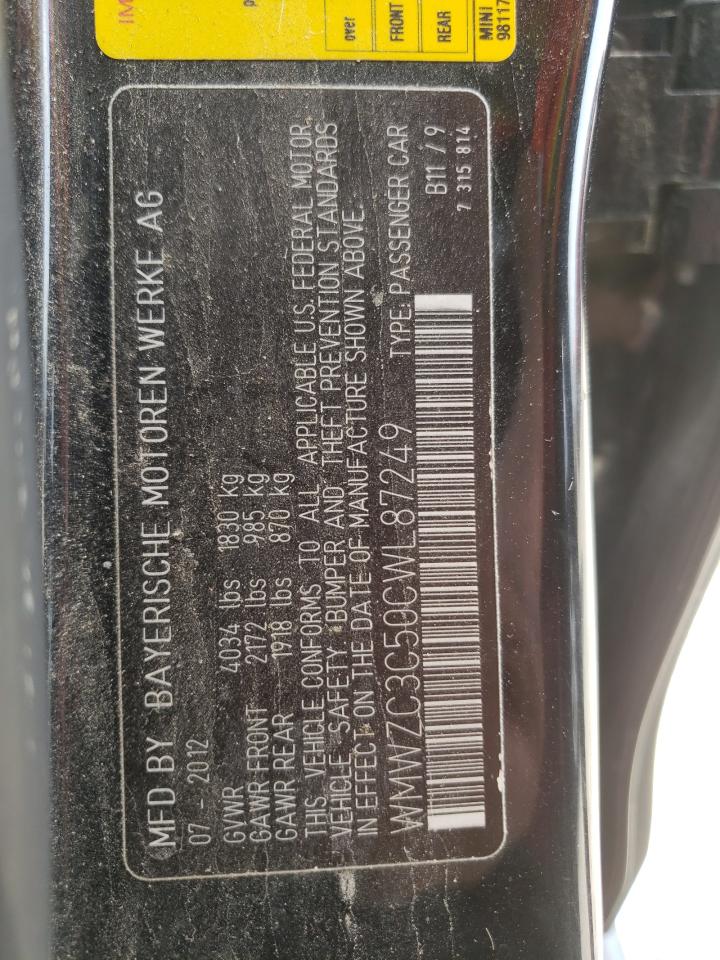 over
FRONT
REAR
MINI
98117
MFD BY BAYERISCHE MOTOREN WERKE AG
07 - 2012
GVWR 4034 lbs 1830 kg
GAWR FRONT 2172 lbs 985 kg
GAWR REAR 1918 lbs 870 kg
THIS VEHICLE CONFORMS TO ALL APPLICABLE U.S. FEDERAL MOTOR
VEHICLE SAFETY BUMPER AND THEFT PREVENTION STANDARDS
IN EFFECT ON THE DATE OF MANUFACTURE SHOWN ABOVE.
WMWZC3C50CWL87249 TYPE: PASSENGER CAR
B11 / 9
7 315 814